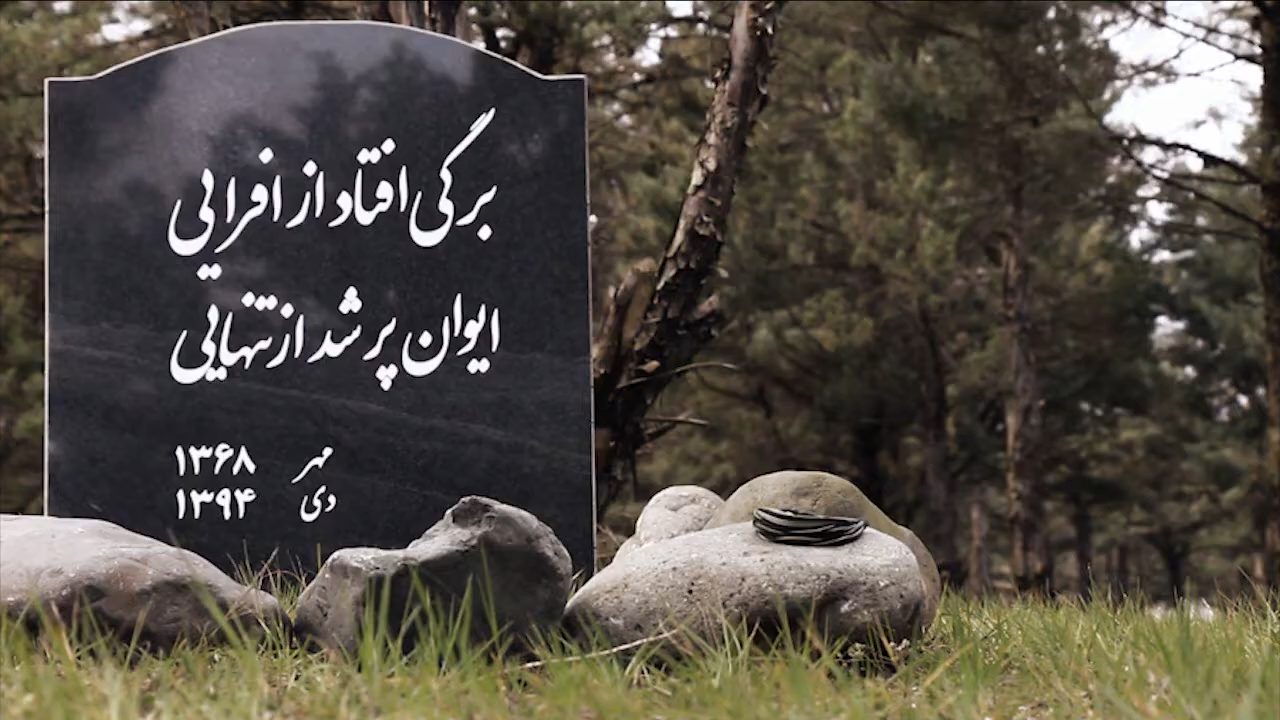 برگی افتاد از افرایی
ایوان پر شد از تنهایی
مهر ۱۳۶۸
دی ۱۳۹۴